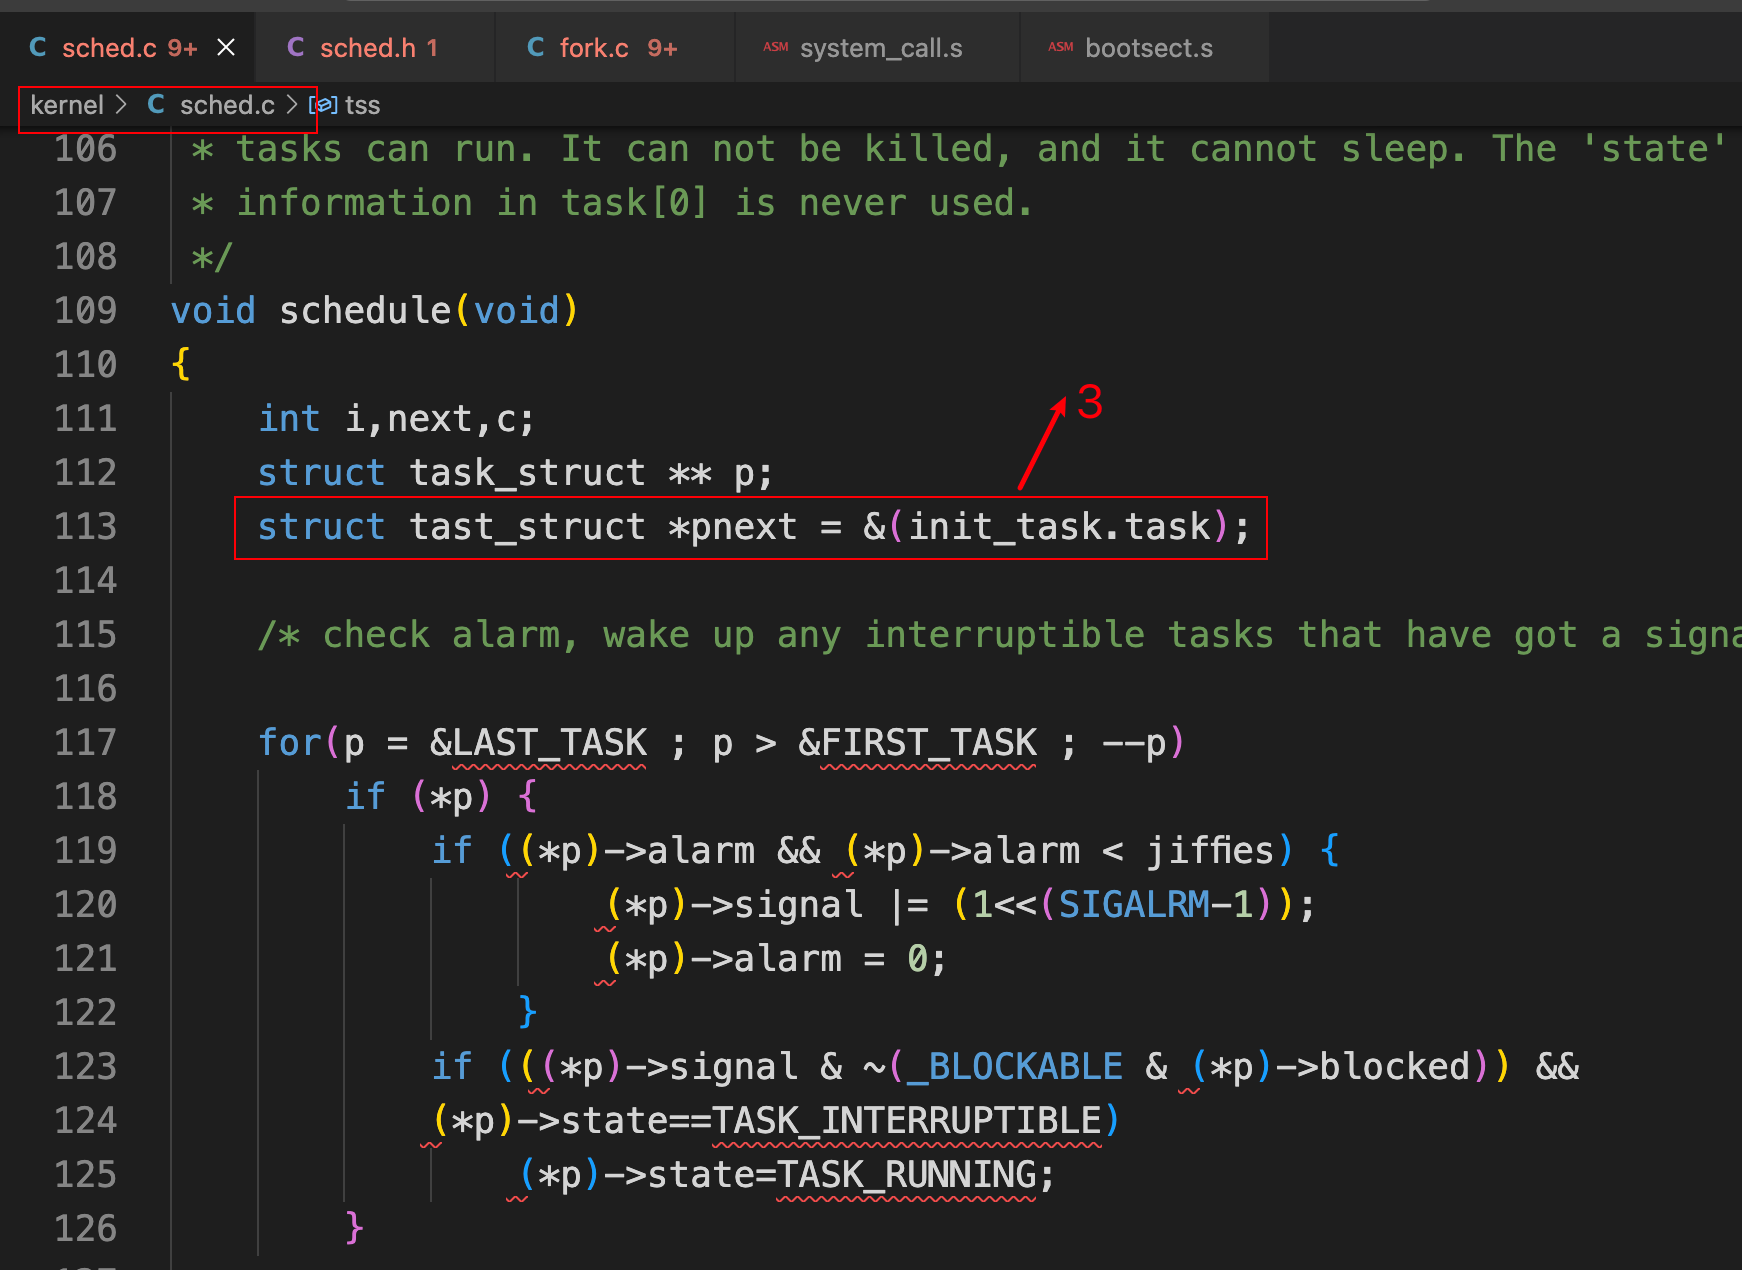 C sched.c 9+ × C sched.h 1 C fork.c 9+ ASM system_call.s ASM bootsect.s
kernel > C sched.c > tss
106 * tasks can run. It can not be killed, and it cannot sleep. The 'state'
107 * information in task[0] is never used.
108 */
109 void schedule(void)
110 {
3
111 int i,next,c;
112 struct task_struct ** p;
113 struct tast_struct *pnext = &(init_task.task);
114
115 /* check alarm, wake up any interruptible tasks that have got a signa
116
117 for(p = &LAST_TASK ; p > &FIRST_TASK ; --p)
118 if (*p) {
119 if ((*p)->alarm && (*p)->alarm < jiffies) {
120 (*p)->signal |= (1<<(SIGALRM-1));
121 (*p)->alarm = 0;
122 }
123 if (((*p)->signal & ~(_BLOCKABLE & (*p)->blocked)) &&
124 (*p)->state==TASK_INTERRUPTIBLE)
125 (*p)->state=TASK_RUNNING;
126 }